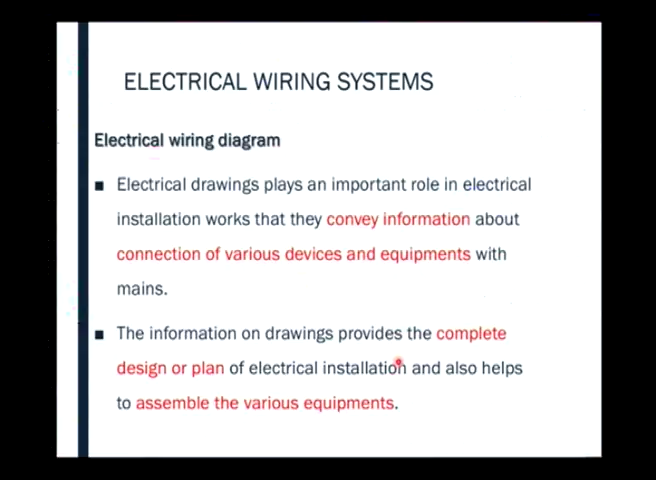 ELECTRICAL WIRING SYSTEMS
Electrical wiring diagram
■ Electrical drawings plays an important role in electrical
installation works that they convey information about
connection of various devices and equipments with
mains.
■ The information on drawings provides the complete
design or plan of electrical installation and also helps
to assemble the various equipments.